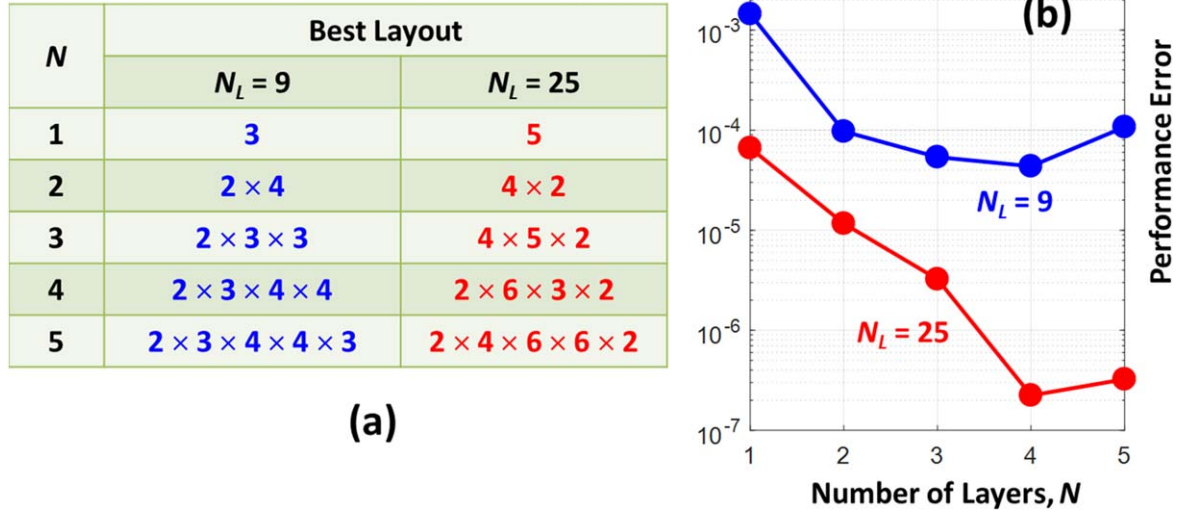 N
Best Layout
N_L = 9 N_L = 25
1 3 5
2 2 × 4 4 × 2
3 2 × 3 × 3 4 × 5 × 2
4 2 × 3 × 4 × 4 2 × 6 × 3 × 2
5 2 × 3 × 4 × 4 × 3 2 × 4 × 6 × 6 × 2
(a)
(b)
10^-3
10^-4
10^-5
10^-6
10^-7
N_L = 9
N_L = 25
1 2 3 4 5
Number of Layers, N
Performance Error